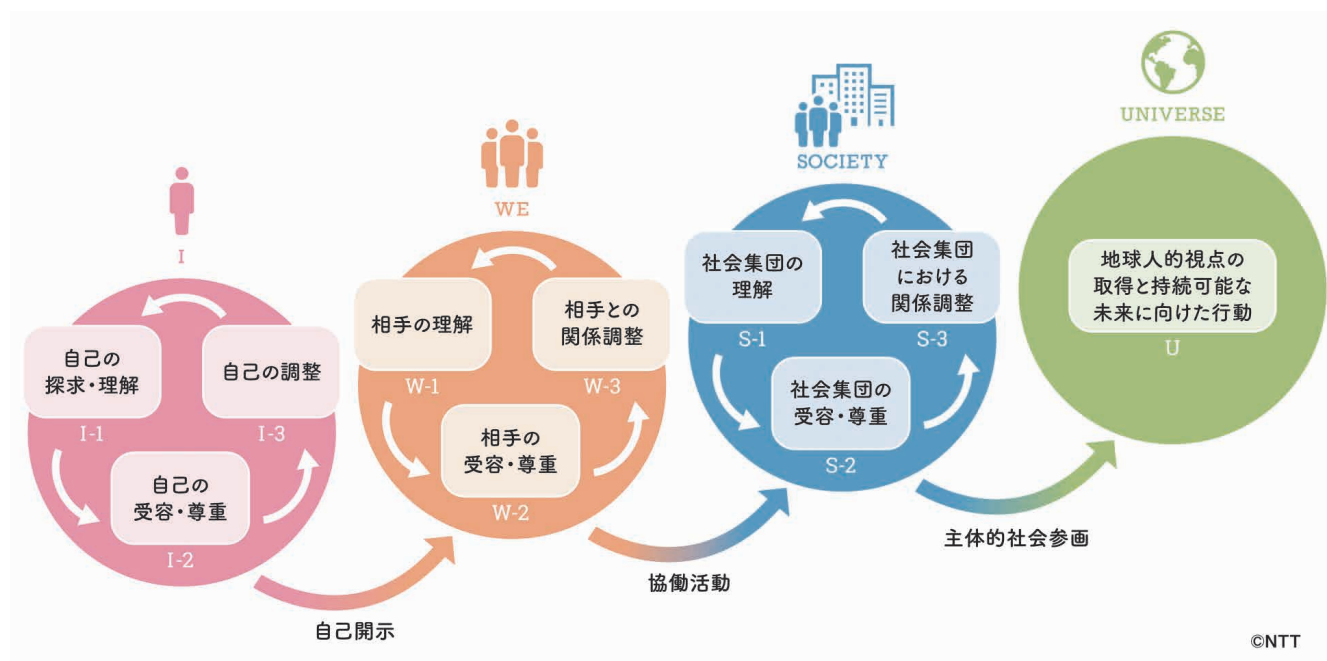 I
自己の
探求・理解
I-1
自己の
受容・尊重
I-2
自己の調整
I-3
自己開示
WE
相手の理解
W-1
相手の
受容・尊重
W-2
相手との
関係調整
W-3
協働活動
SOCIETY
社会集団の
理解
S-1
社会集団の
受容・尊重
S-2
社会集団
における
関係調整
S-3
主体的社会参画
UNIVERSE
地球人的視点の
取得と持続可能な
未来に向けた行動
U
©NTT